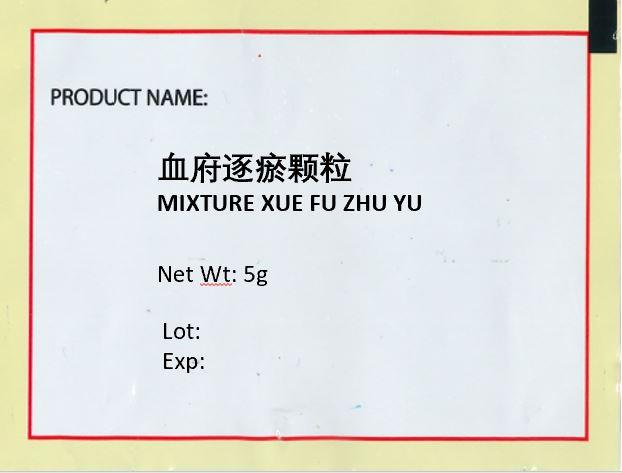 PRODUCT NAME:
血府逐瘀颗粒
MIXTURE XUE FU ZHU YU
Net Wt: 5g
Lot:
Exp: